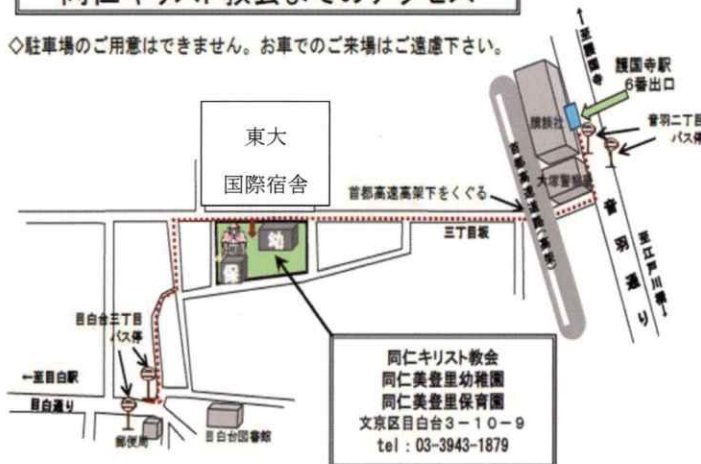 同仁キリスト教会までのアクセス
◇駐車場のご用意はできません。お車でのご来場はご遠慮下さい。
←至護国寺
護国寺駅
6番出口
講談社
音羽二丁目
バス停
大塚警察署
東大
国際宿舎
首都高速高架下をくぐる
首都高速道路(高架)
三丁目坂
音羽通り
至江戸川橋→
幼
保
目白台三丁目
バス停
←至目白駅
目白通り
郵便局
目白台図書館
同仁キリスト教会
同仁美登里幼稚園
同仁美登里保育園
文京区目白台3-10-9
tel：03-3943-1879